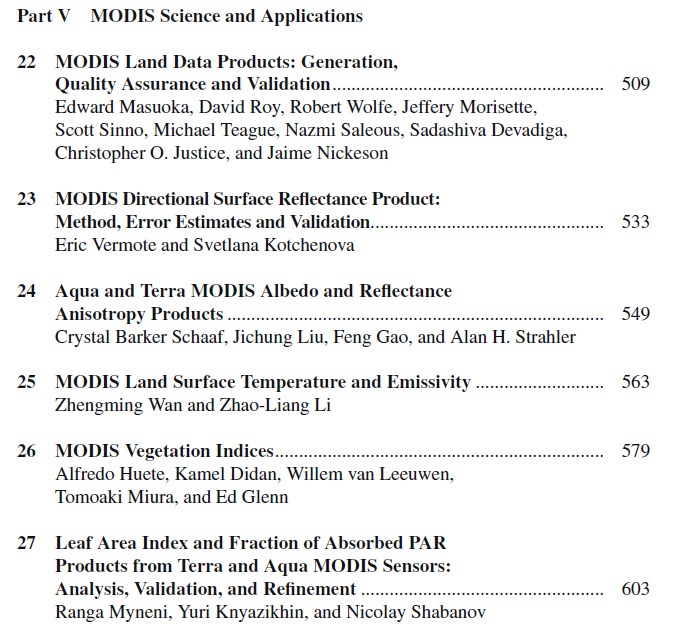 Part V MODIS Science and Applications
22 MODIS Land Data Products: Generation,
Quality Assurance and Validation.......................................................... 509
Edward Masuoka, David Roy, Robert Wolfe, Jeffery Morisette,
Scott Sinno, Michael Teague, Nazmi Saleous, Sadashiva Devadiga,
Christopher O. Justice, and Jaime Nickeson
23 MODIS Directional Surface Reflectance Product:
Method, Error Estimates and Validation.................................................. 533
Eric Vermote and Svetlana Kotchenova
24 Aqua and Terra MODIS Albedo and Reflectance
Anisotropy Products ................................................................................ 549
Crystal Barker Schaaf, Jichung Liu, Feng Gao, and Alan H. Strahler
25 MODIS Land Surface Temperature and Emissivity ........................... 563
Zhengming Wan and Zhao-Liang Li
26 MODIS Vegetation Indices...................................................................... 579
Alfredo Huete, Kamel Didan, Willem van Leeuwen,
Tomoaki Miura, and Ed Glenn
27 Leaf Area Index and Fraction of Absorbed PAR
Products from Terra and Aqua MODIS Sensors:
Analysis, Validation, and Refinement .................................................... 603
Ranga Myneni, Yuri Knyazikhin, and Nicolay Shabanov